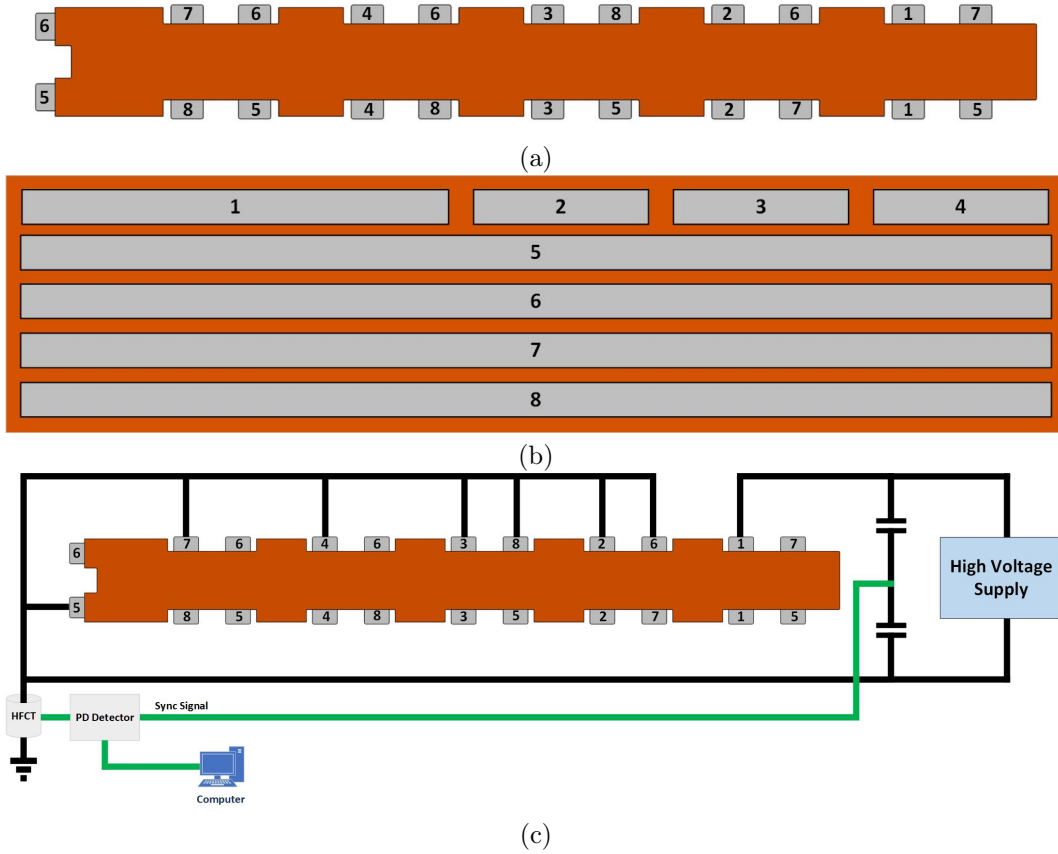 7 6 4 6 3 8 2 6 1 7
6
5
8 5 4 8 3 5 2 7 1 5
(a)
1 2 3 4
5
6
7
8
(b)
7 6 4 6 3 8 2 6 1 7
6
High Voltage
Supply
5
8 5 4 8 3 5 2 7 1 5
HFCT
PD Detector
Sync Signal
Computer
(c)